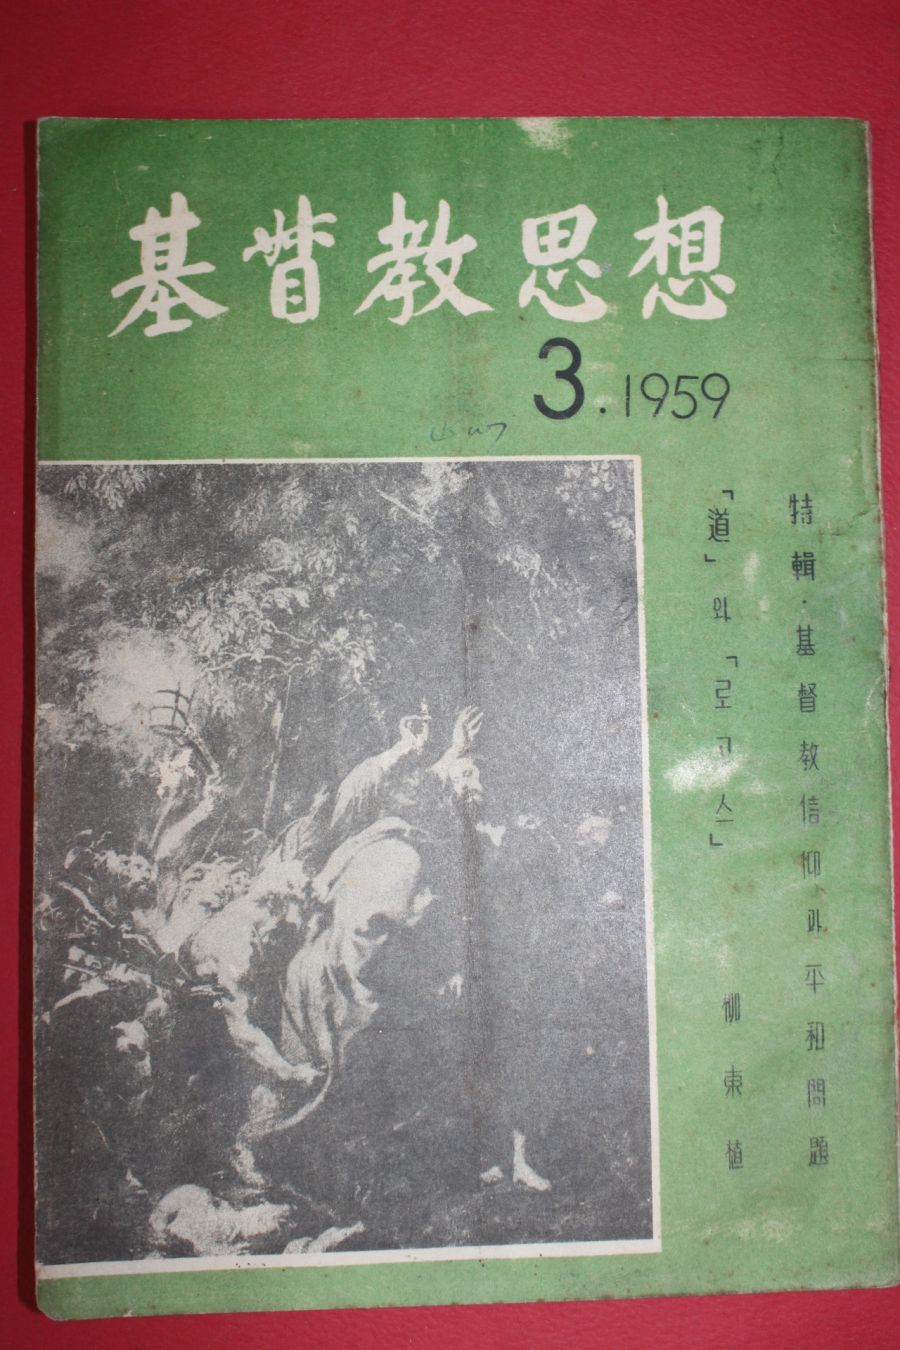 基督教思想
3.1959
特輯·基督教信仰과平和問題
「道」와「로고스」 柳東植